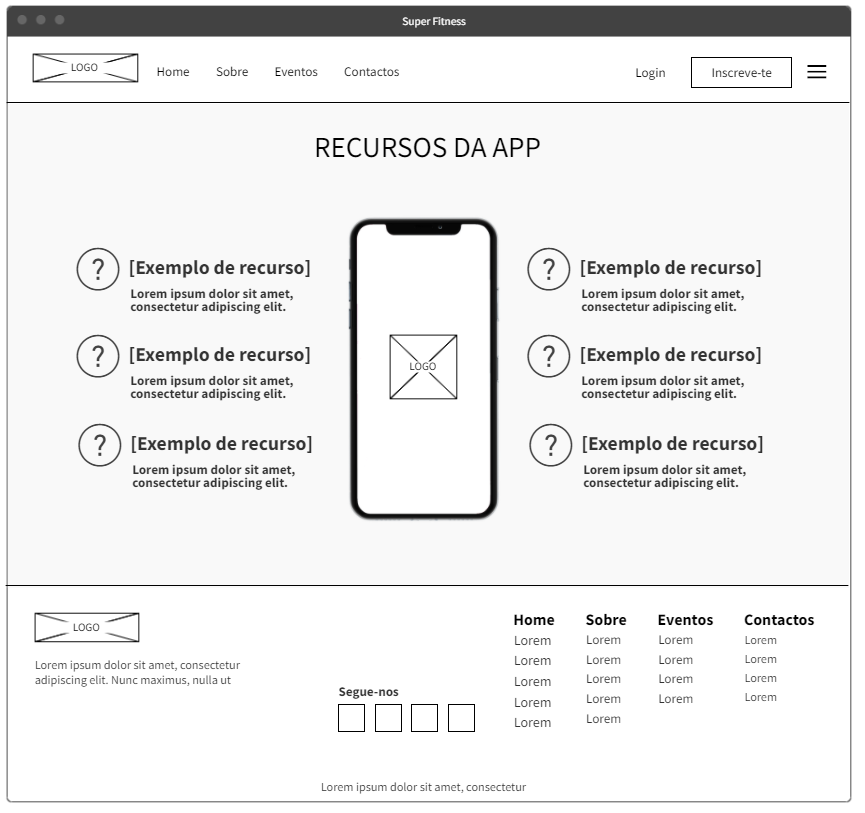 Super Fitness
LOGO
Home Sobre Eventos Contactos
Login Inscreve-te
RECURSOS DA APP
?
[Exemplo de recurso]
Lorem ipsum dolor sit amet,
consectetur adipiscing elit.
?
[Exemplo de recurso]
Lorem ipsum dolor sit amet,
consectetur adipiscing elit.
?
[Exemplo de recurso]
Lorem ipsum dolor sit amet,
consectetur adipiscing elit.
LOGO
?
[Exemplo de recurso]
Lorem ipsum dolor sit amet,
consectetur adipiscing elit.
?
[Exemplo de recurso]
Lorem ipsum dolor sit amet,
consectetur adipiscing elit.
?
[Exemplo de recurso]
Lorem ipsum dolor sit amet,
consectetur adipiscing elit.
LOGO
Lorem ipsum dolor sit amet, consectetur
adipiscing elit. Nunc maximus, nulla ut
Segue-nos
Home
Lorem
Lorem
Lorem
Lorem
Lorem
Sobre
Lorem
Lorem
Lorem
Lorem
Lorem
Eventos
Lorem
Lorem
Lorem
Lorem
Contactos
Lorem
Lorem
Lorem
Lorem
Lorem ipsum dolor sit amet, consectetur